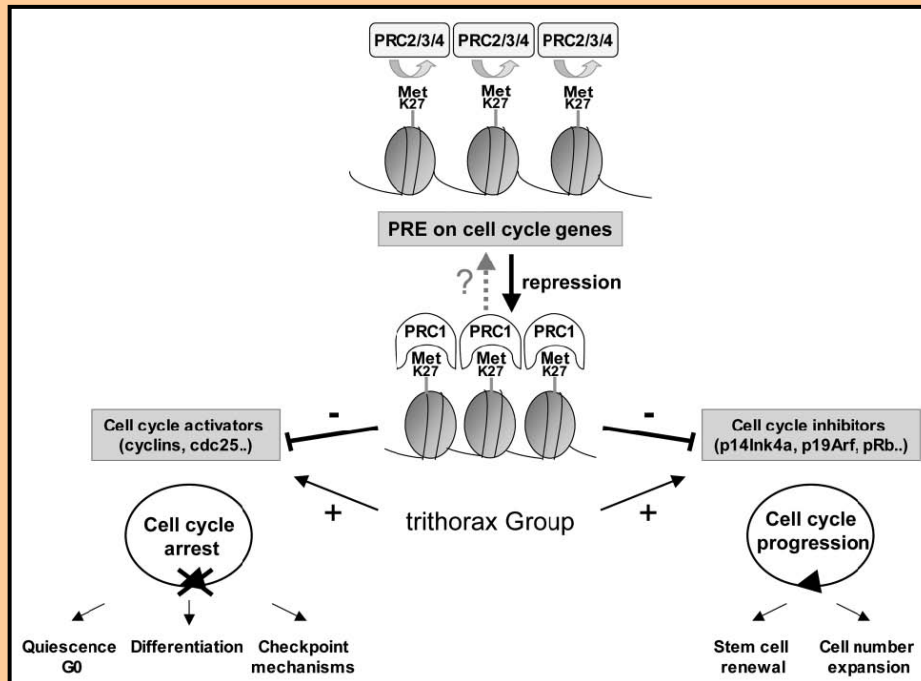 PRC2/3/4 PRC2/3/4 PRC2/3/4
Met Met Met
K27 K27 K27
PRE on cell cycle genes
? repression
PRC1 PRC1 PRC1
Met Met Met
K27 K27 K27
- -
Cell cycle activators
(cyclins, cdc25..)
Cell cycle inhibitors
(p14Ink4a, p19Arf, pRb..)
+ trithorax Group +
Cell cycle
arrest
Cell cycle
progression
Quiescence
G0
Differentiation
Checkpoint
mechanisms
Stem cell
renewal
Cell number
expansion